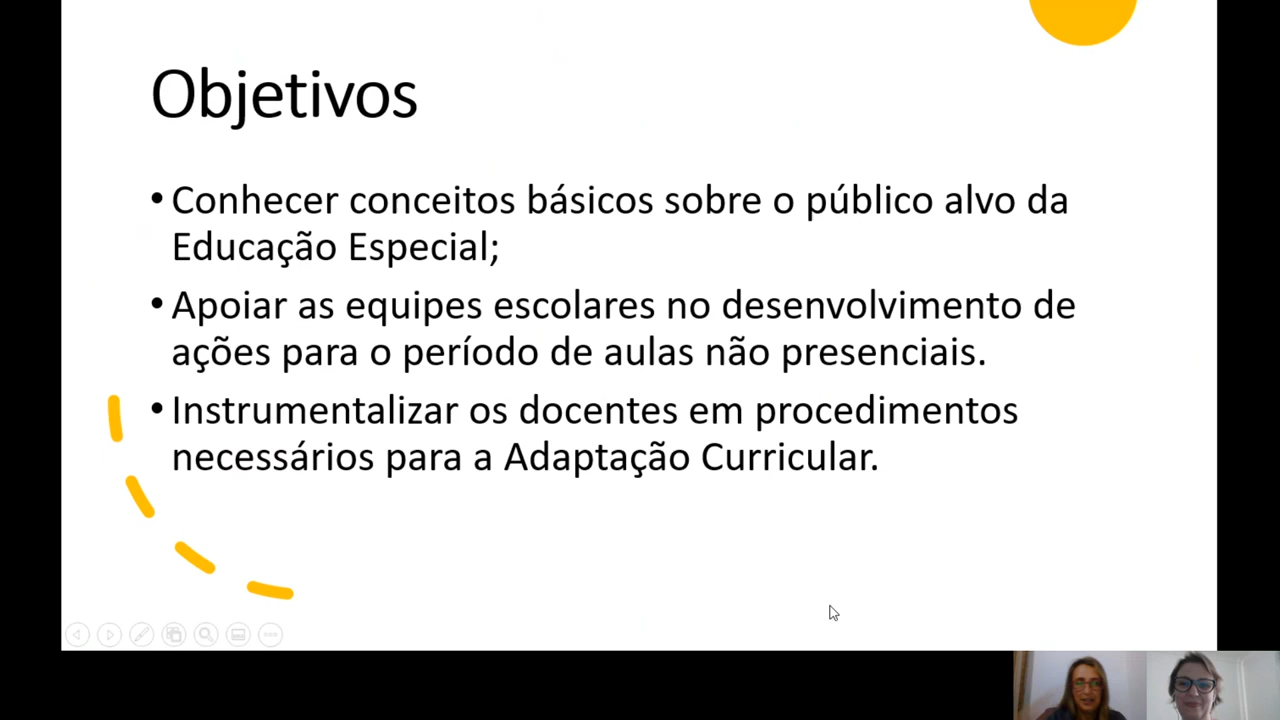 Objetivos
• Conhecer conceitos básicos sobre o público alvo da
Educação Especial;
• Apoiar as equipes escolares no desenvolvimento de
ações para o período de aulas não presenciais.
• Instrumentalizar os docentes em procedimentos
necessários para a Adaptação Curricular.